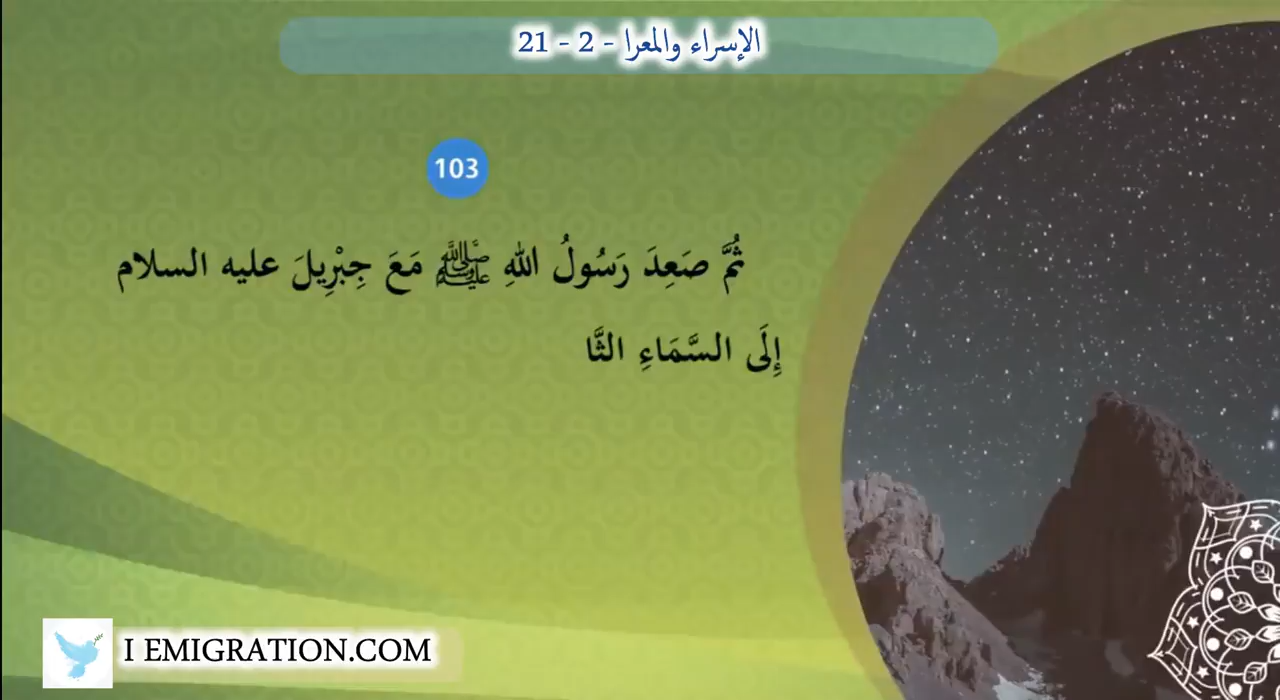 الإسراء والمعرا - 2 - 21
103
ثُمَّ صَعِدَ رَسُولُ اللهِ ﷺ مَعَ جِبْرِيلَ عليه السلام
إِلَى السَّمَاءِ الثَّا
I EMIGRATION.COM